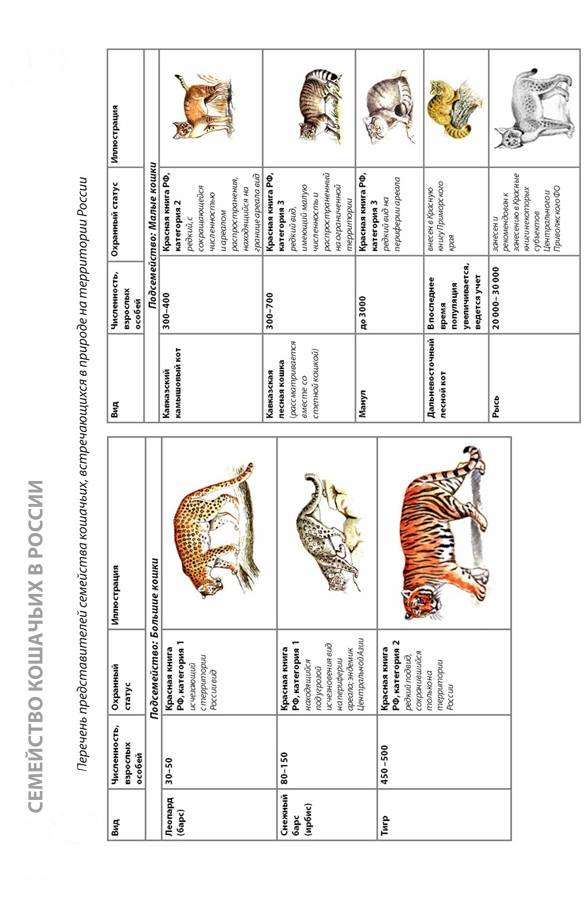 СЕМЕЙСТВО КОШАЧЬИХ В РОССИИ
Перечень представителей семейства кошачьих, встречающихся в природе на территории России
Вид
Численность,
взрослых
особей
Охранный
статус
Иллюстрация
Подсемейство: Большие кошки
Леопард
(барс)
30–50
Красная книга
РФ, категория 1
исчезающий
с территории
России вид
Снежный
барс
(ирбис)
80–150
Красная книга
РФ, категория 1
находящийся
под угрозой
исчезновения вид
на периферии
ареала; эндемик
Центральной Азии
Тигр
450–500
Красная книга
РФ, категория 2,
редкий подвид,
сохранившийся
только на
территории
России
Вид
Численность,
взрослых
особей
Охранный статус
Иллюстрация
Подсемейство: Малые кошки
Кавказский
камышовый кот
300–400
Красная книга РФ,
категория 2
редкий, с
сокращающейся
численностью
и ареалом
распространения,
находящийся на
границе ареала вид
Кавказская
лесная кошка
(рассматривается
вместе со
степной кошкой)
300–700
Красная книга РФ,
категория 3
редкий вид,
имеющий малую
численность и
распространенный
на ограниченной
территории
Манул
до 3000
Красная книга РФ,
категория 3
редкий вид на
периферии ареала
Дальневосточный
лесной кот
В последнее
время
популяция
увеличивается,
ведется учет
внесен в Красную
книгу Приморского
края
Рысь
20 000–30 000
занесен и
рекомендован к
занесению в Красные
книги некоторых
субъектов
Центрального и
Приволжского ФО